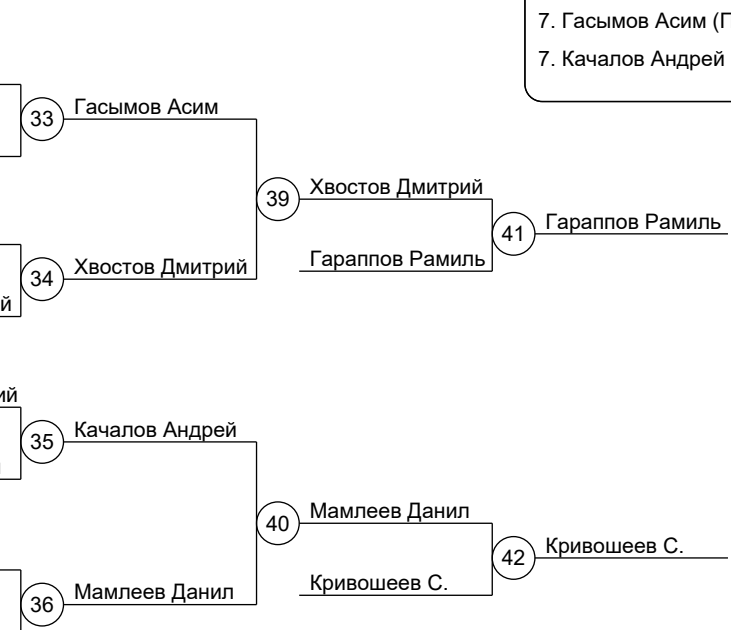 7. Гасымов Асим (П
7. Качалов Андрей
33 Гасымов Асим
39 Хвостов Дмитрий
41 Гараппов Рамиль
Гараппов Рамиль
34 Хвостов Дмитрий
й
ий
35 Качалов Андрей
40 Мамлеев Данил
42 Кривошеев С.
Кривошеев С.
36 Мамлеев Данил